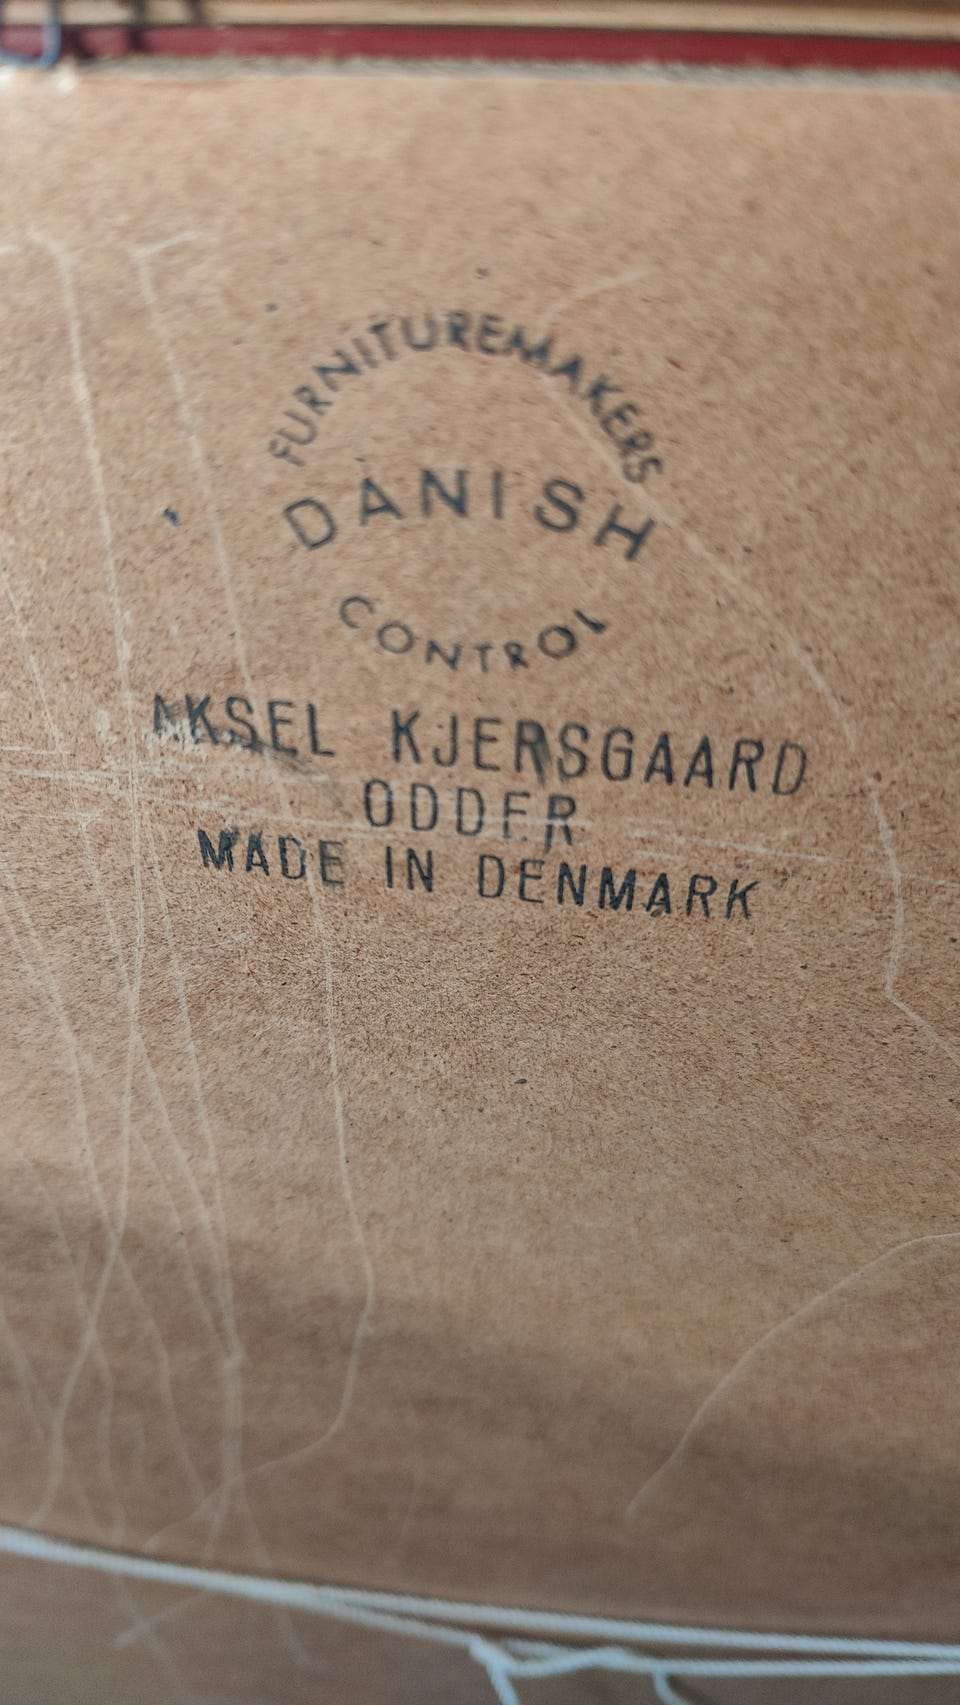 FURNITUREMAKERS
DANISH
CONTROL
AKSEL KJERSGAARD
ODDER
MADE IN DENMARK